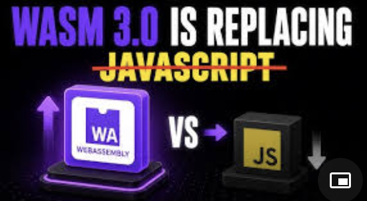 WASM 3.0 IS REPLACING
JAVASCRIPT
WA
WEBASSEMBLY
VS
JS